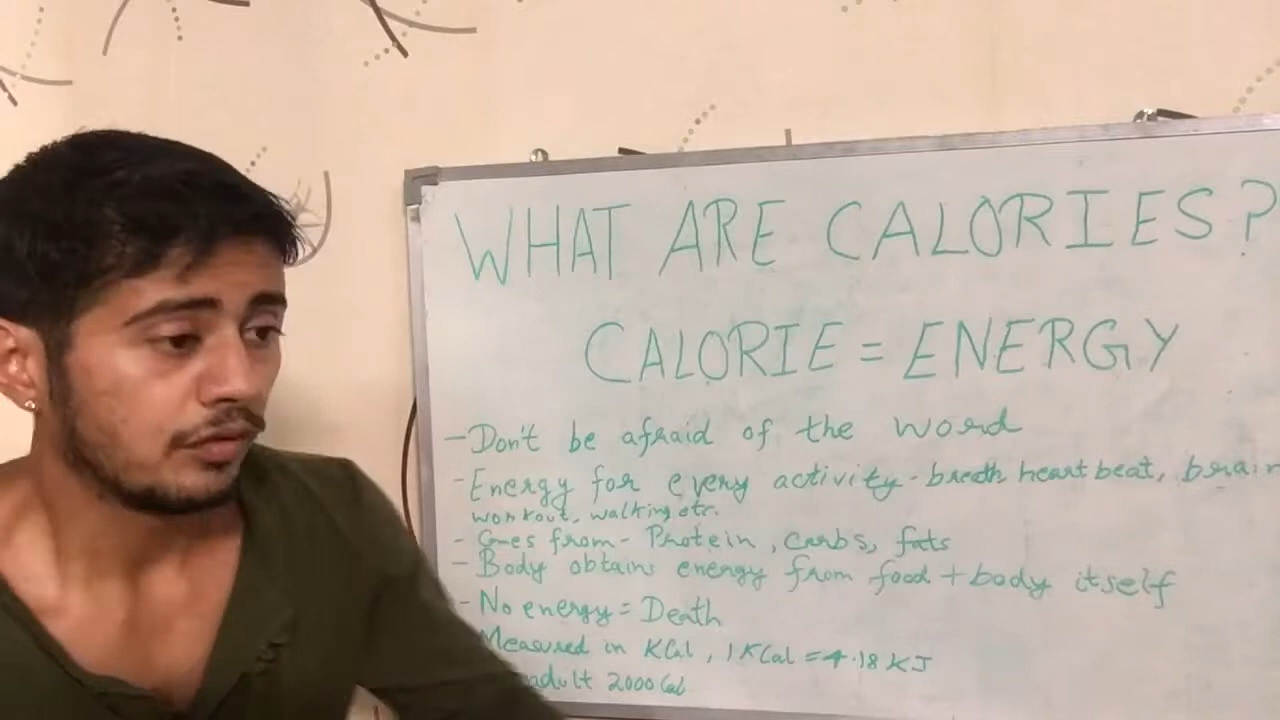 WHAT ARE CALORIES?
CALORIE = ENERGY
- Don't be afraid of the word
- Energy for every activity - breath heart beat, brain
workout, walking etc.
- Comes from - Protein, carbs, fats
- Body obtains energy from food + body itself
- No energy = Death
Measured in KCal, 1 KCal = 4.18 KJ
adult 2000 Cal